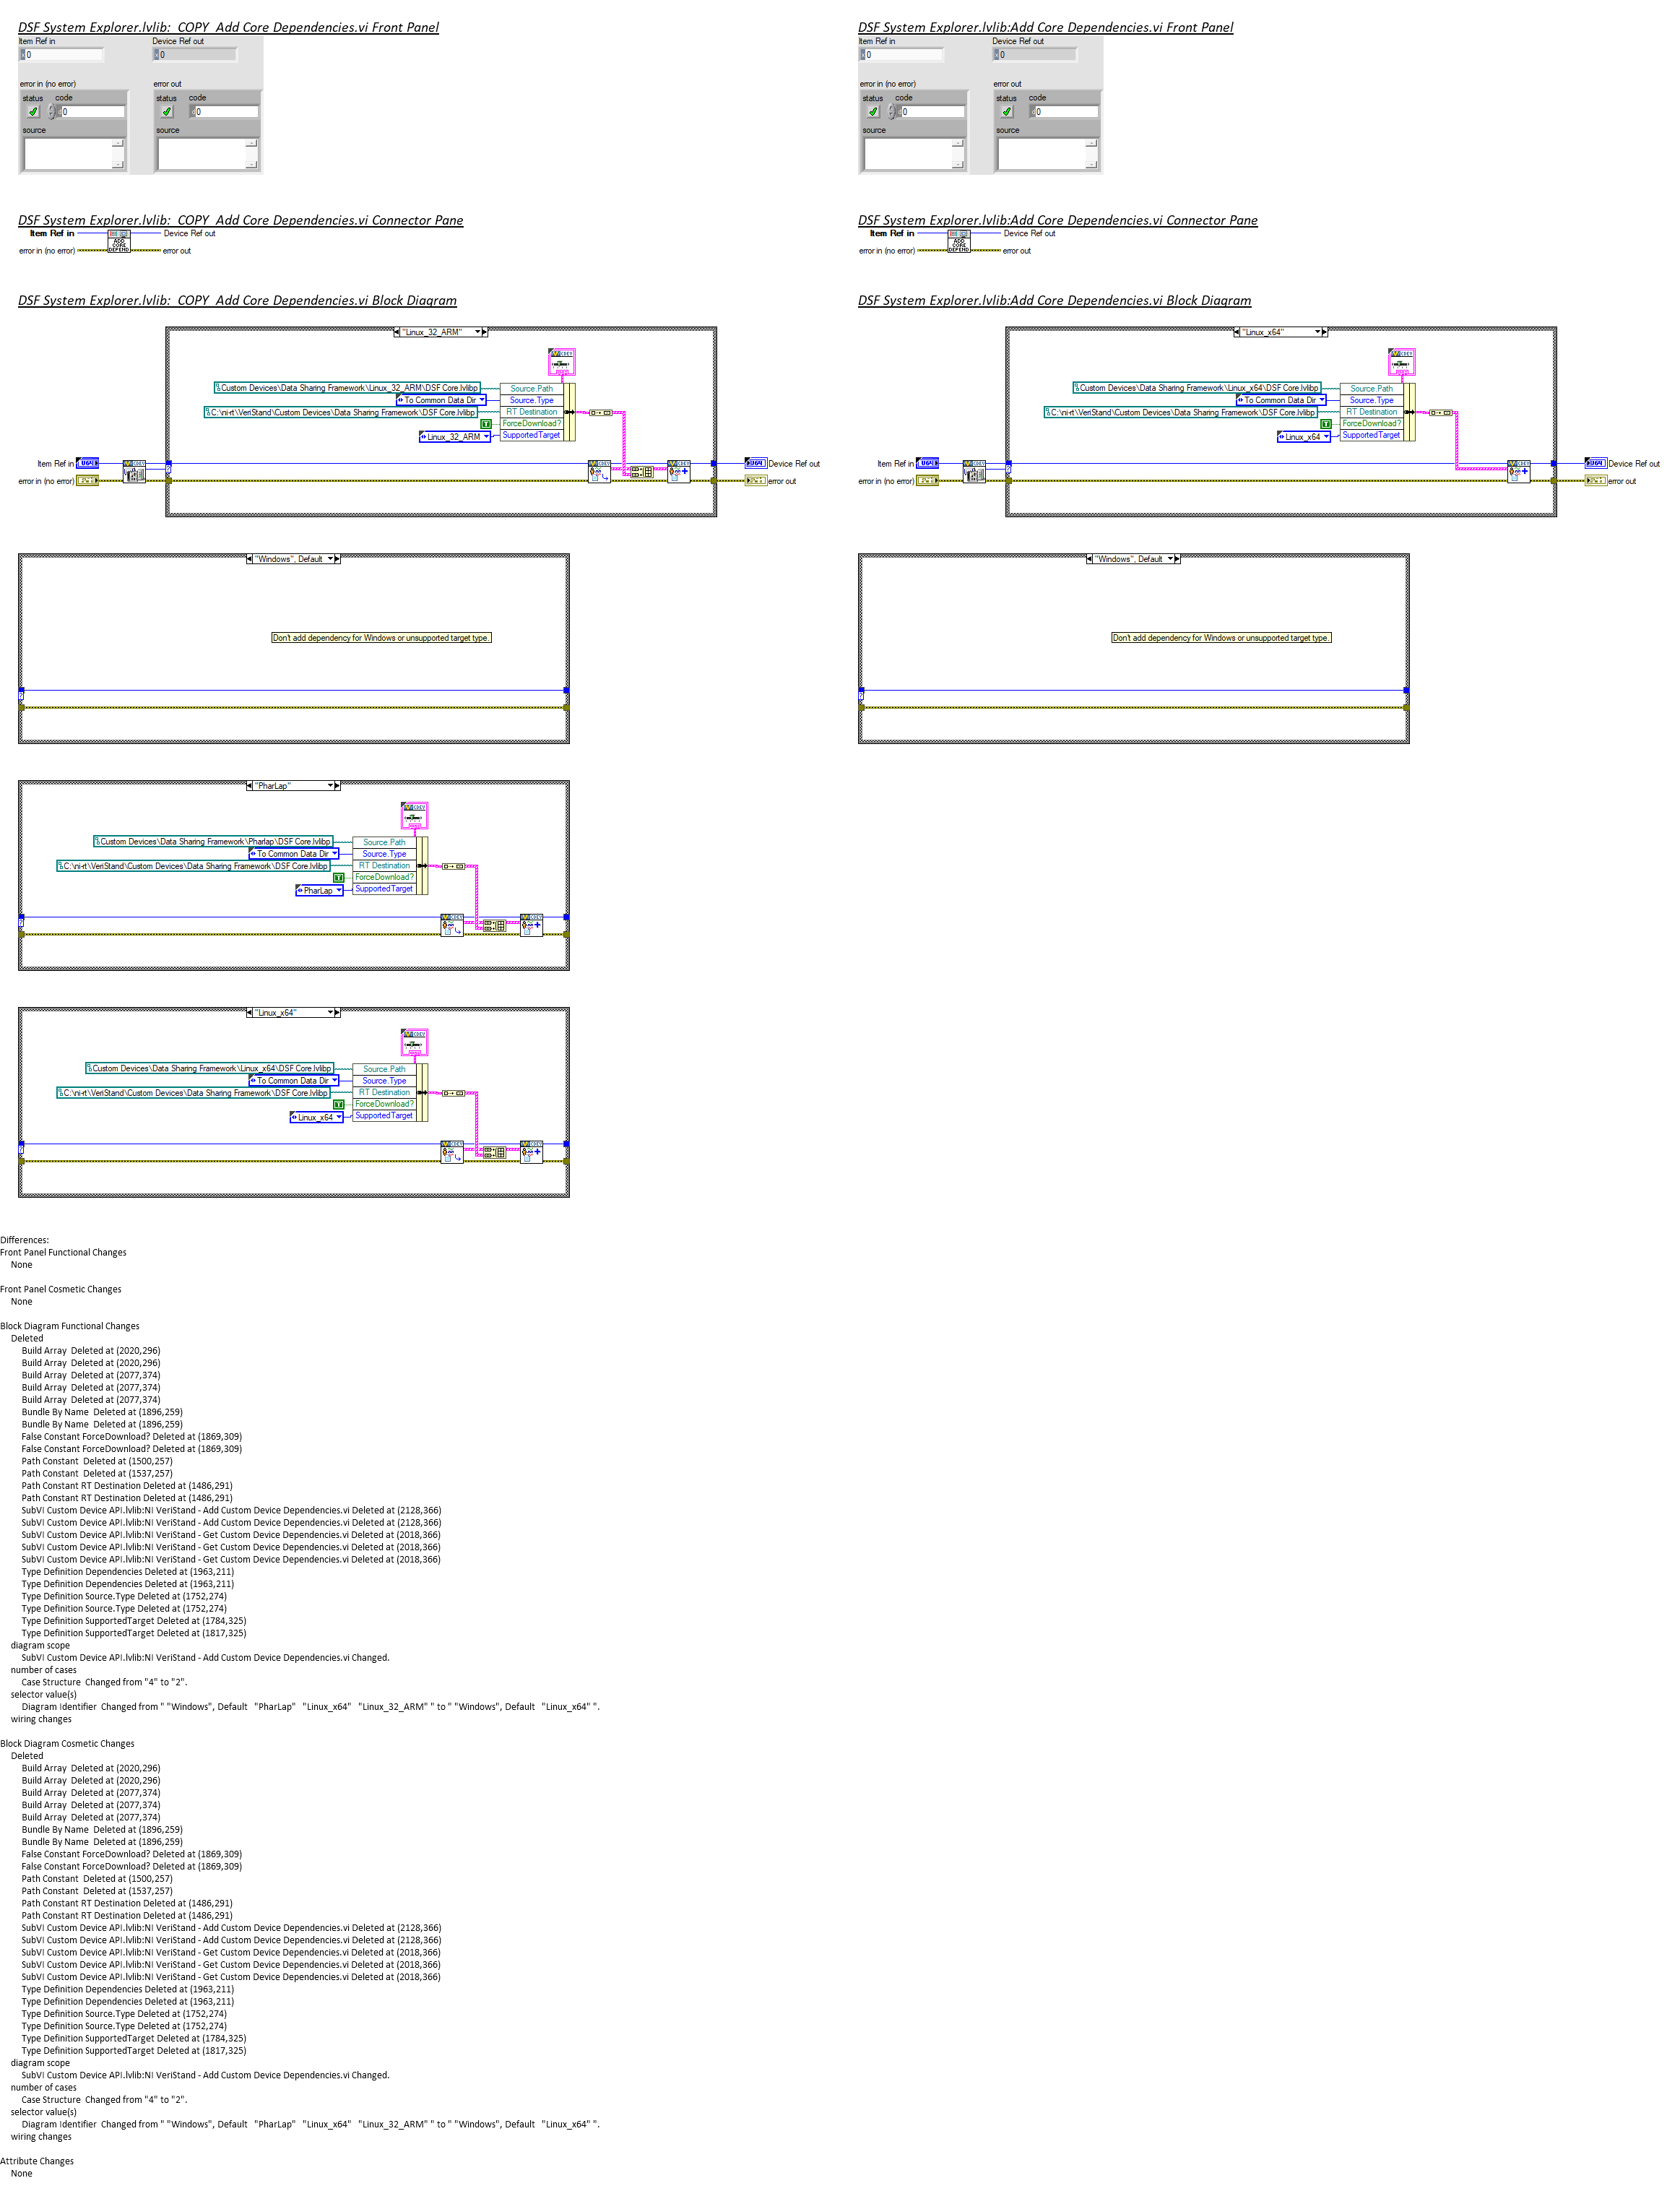 DSF System Explorer.lvlib:  COPY  Add Core Dependencies.vi Front Panel
Item Ref in
Device Ref out
0
0
error in (no error)
error out
status
code
status
code
0
0
source
source
DSF System Explorer.lvlib:Add Core Dependencies.vi Front Panel
Item Ref in
Device Ref out
0
0
error in (no error)
error out
status
code
status
code
0
0
source
source
DSF System Explorer.lvlib:  COPY  Add Core Dependencies.vi Connector Pane
Item Ref in
Device Ref out
ADD
CORE
DEPEND
error in (no error)
error out
DSF System Explorer.lvlib:Add Core Dependencies.vi Connector Pane
Item Ref in
Device Ref out
ADD
CORE
DEPEND
error in (no error)
error out
DSF System Explorer.lvlib:  COPY  Add Core Dependencies.vi Block Diagram
"Linux_32_ARM"
Custom Devices\Data Sharing Framework\Linux_32_ARM\DSF Core.lvlibp
Source.Path
To Common Data Dir
Source.Type
C:\ni-rt\VeriStand\Custom Devices\Data Sharing Framework\DSF Core.lvlibp
RT Destination
T
ForceDownload?
Linux_32_ARM
SupportedTarget
Item Ref in
Device Ref out
error in (no error)
error out
DSF System Explorer.lvlib:Add Core Dependencies.vi Block Diagram
"Linux_x64"
Custom Devices\Data Sharing Framework\Linux_x64\DSF Core.lvlibp
Source.Path
To Common Data Dir
Source.Type
C:\ni-rt\VeriStand\Custom Devices\Data Sharing Framework\DSF Core.lvlibp
RT Destination
T
ForceDownload?
Linux_x64
SupportedTarget
Item Ref in
Device Ref out
error in (no error)
error out
"Windows", Default
Don't add dependency for Windows or unsupported target type.
"Windows", Default
Don't add dependency for Windows or unsupported target type.
"PharLap"
Custom Devices\Data Sharing Framework\Pharlap\DSF Core.lvlibp
Source.Path
To Common Data Dir
Source.Type
C:\ni-rt\VeriStand\Custom Devices\Data Sharing Framework\DSF Core.lvlibp
RT Destination
T
ForceDownload?
PharLap
SupportedTarget
"Linux_x64"
Custom Devices\Data Sharing Framework\Linux_x64\DSF Core.lvlibp
Source.Path
To Common Data Dir
Source.Type
C:\ni-rt\VeriStand\Custom Devices\Data Sharing Framework\DSF Core.lvlibp
RT Destination
T
ForceDownload?
Linux_x64
SupportedTarget
Differences:
Front Panel Functional Changes
None
Front Panel Cosmetic Changes
None
Block Diagram Functional Changes
Deleted
Build Array  Deleted at (2020,296)
Build Array  Deleted at (2020,296)
Build Array  Deleted at (2077,374)
Build Array  Deleted at (2077,374)
Build Array  Deleted at (2077,374)
Bundle By Name  Deleted at (1896,259)
Bundle By Name  Deleted at (1896,259)
False Constant ForceDownload? Deleted at (1869,309)
False Constant ForceDownload? Deleted at (1869,309)
Path Constant  Deleted at (1500,257)
Path Constant  Deleted at (1537,257)
Path Constant RT Destination Deleted at (1486,291)
Path Constant RT Destination Deleted at (1486,291)
SubVI Custom Device API.lvlib:NI VeriStand - Add Custom Device Dependencies.vi Deleted at (2128,366)
SubVI Custom Device API.lvlib:NI VeriStand - Add Custom Device Dependencies.vi Deleted at (2128,366)
SubVI Custom Device API.lvlib:NI VeriStand - Get Custom Device Dependencies.vi Deleted at (2018,366)
SubVI Custom Device API.lvlib:NI VeriStand - Get Custom Device Dependencies.vi Deleted at (2018,366)
SubVI Custom Device API.lvlib:NI VeriStand - Get Custom Device Dependencies.vi Deleted at (2018,366)
Type Definition Dependencies Deleted at (1963,211)
Type Definition Dependencies Deleted at (1963,211)
Type Definition Source.Type Deleted at (1752,274)
Type Definition Source.Type Deleted at (1752,274)
Type Definition SupportedTarget Deleted at (1784,325)
Type Definition SupportedTarget Deleted at (1817,325)
diagram scope
SubVI Custom Device API.lvlib:NI VeriStand - Add Custom Device Dependencies.vi Changed.
number of cases
Case Structure  Changed from "4" to "2".
selector value(s)
Diagram Identifier  Changed from " "Windows", Default   "PharLap"   "Linux_x64"   "Linux_32_ARM" " to " "Windows", Default   "Linux_x64" ".
wiring changes
Block Diagram Cosmetic Changes
Deleted
Build Array  Deleted at (2020,296)
Build Array  Deleted at (2020,296)
Build Array  Deleted at (2077,374)
Build Array  Deleted at (2077,374)
Build Array  Deleted at (2077,374)
Bundle By Name  Deleted at (1896,259)
Bundle By Name  Deleted at (1896,259)
False Constant ForceDownload? Deleted at (1869,309)
False Constant ForceDownload? Deleted at (1869,309)
Path Constant  Deleted at (1500,257)
Path Constant  Deleted at (1537,257)
Path Constant RT Destination Deleted at (1486,291)
Path Constant RT Destination Deleted at (1486,291)
SubVI Custom Device API.lvlib:NI VeriStand - Add Custom Device Dependencies.vi Deleted at (2128,366)
SubVI Custom Device API.lvlib:NI VeriStand - Add Custom Device Dependencies.vi Deleted at (2128,366)
SubVI Custom Device API.lvlib:NI VeriStand - Get Custom Device Dependencies.vi Deleted at (2018,366)
SubVI Custom Device API.lvlib:NI VeriStand - Get Custom Device Dependencies.vi Deleted at (2018,366)
SubVI Custom Device API.lvlib:NI VeriStand - Get Custom Device Dependencies.vi Deleted at (2018,366)
Type Definition Dependencies Deleted at (1963,211)
Type Definition Dependencies Deleted at (1963,211)
Type Definition Source.Type Deleted at (1752,274)
Type Definition Source.Type Deleted at (1752,274)
Type Definition SupportedTarget Deleted at (1784,325)
Type Definition SupportedTarget Deleted at (1817,325)
diagram scope
SubVI Custom Device API.lvlib:NI VeriStand - Add Custom Device Dependencies.vi Changed.
number of cases
Case Structure  Changed from "4" to "2".
selector value(s)
Diagram Identifier  Changed from " "Windows", Default   "PharLap"   "Linux_x64"   "Linux_32_ARM" " to " "Windows", Default   "Linux_x64" ".
wiring changes
Attribute Changes
None